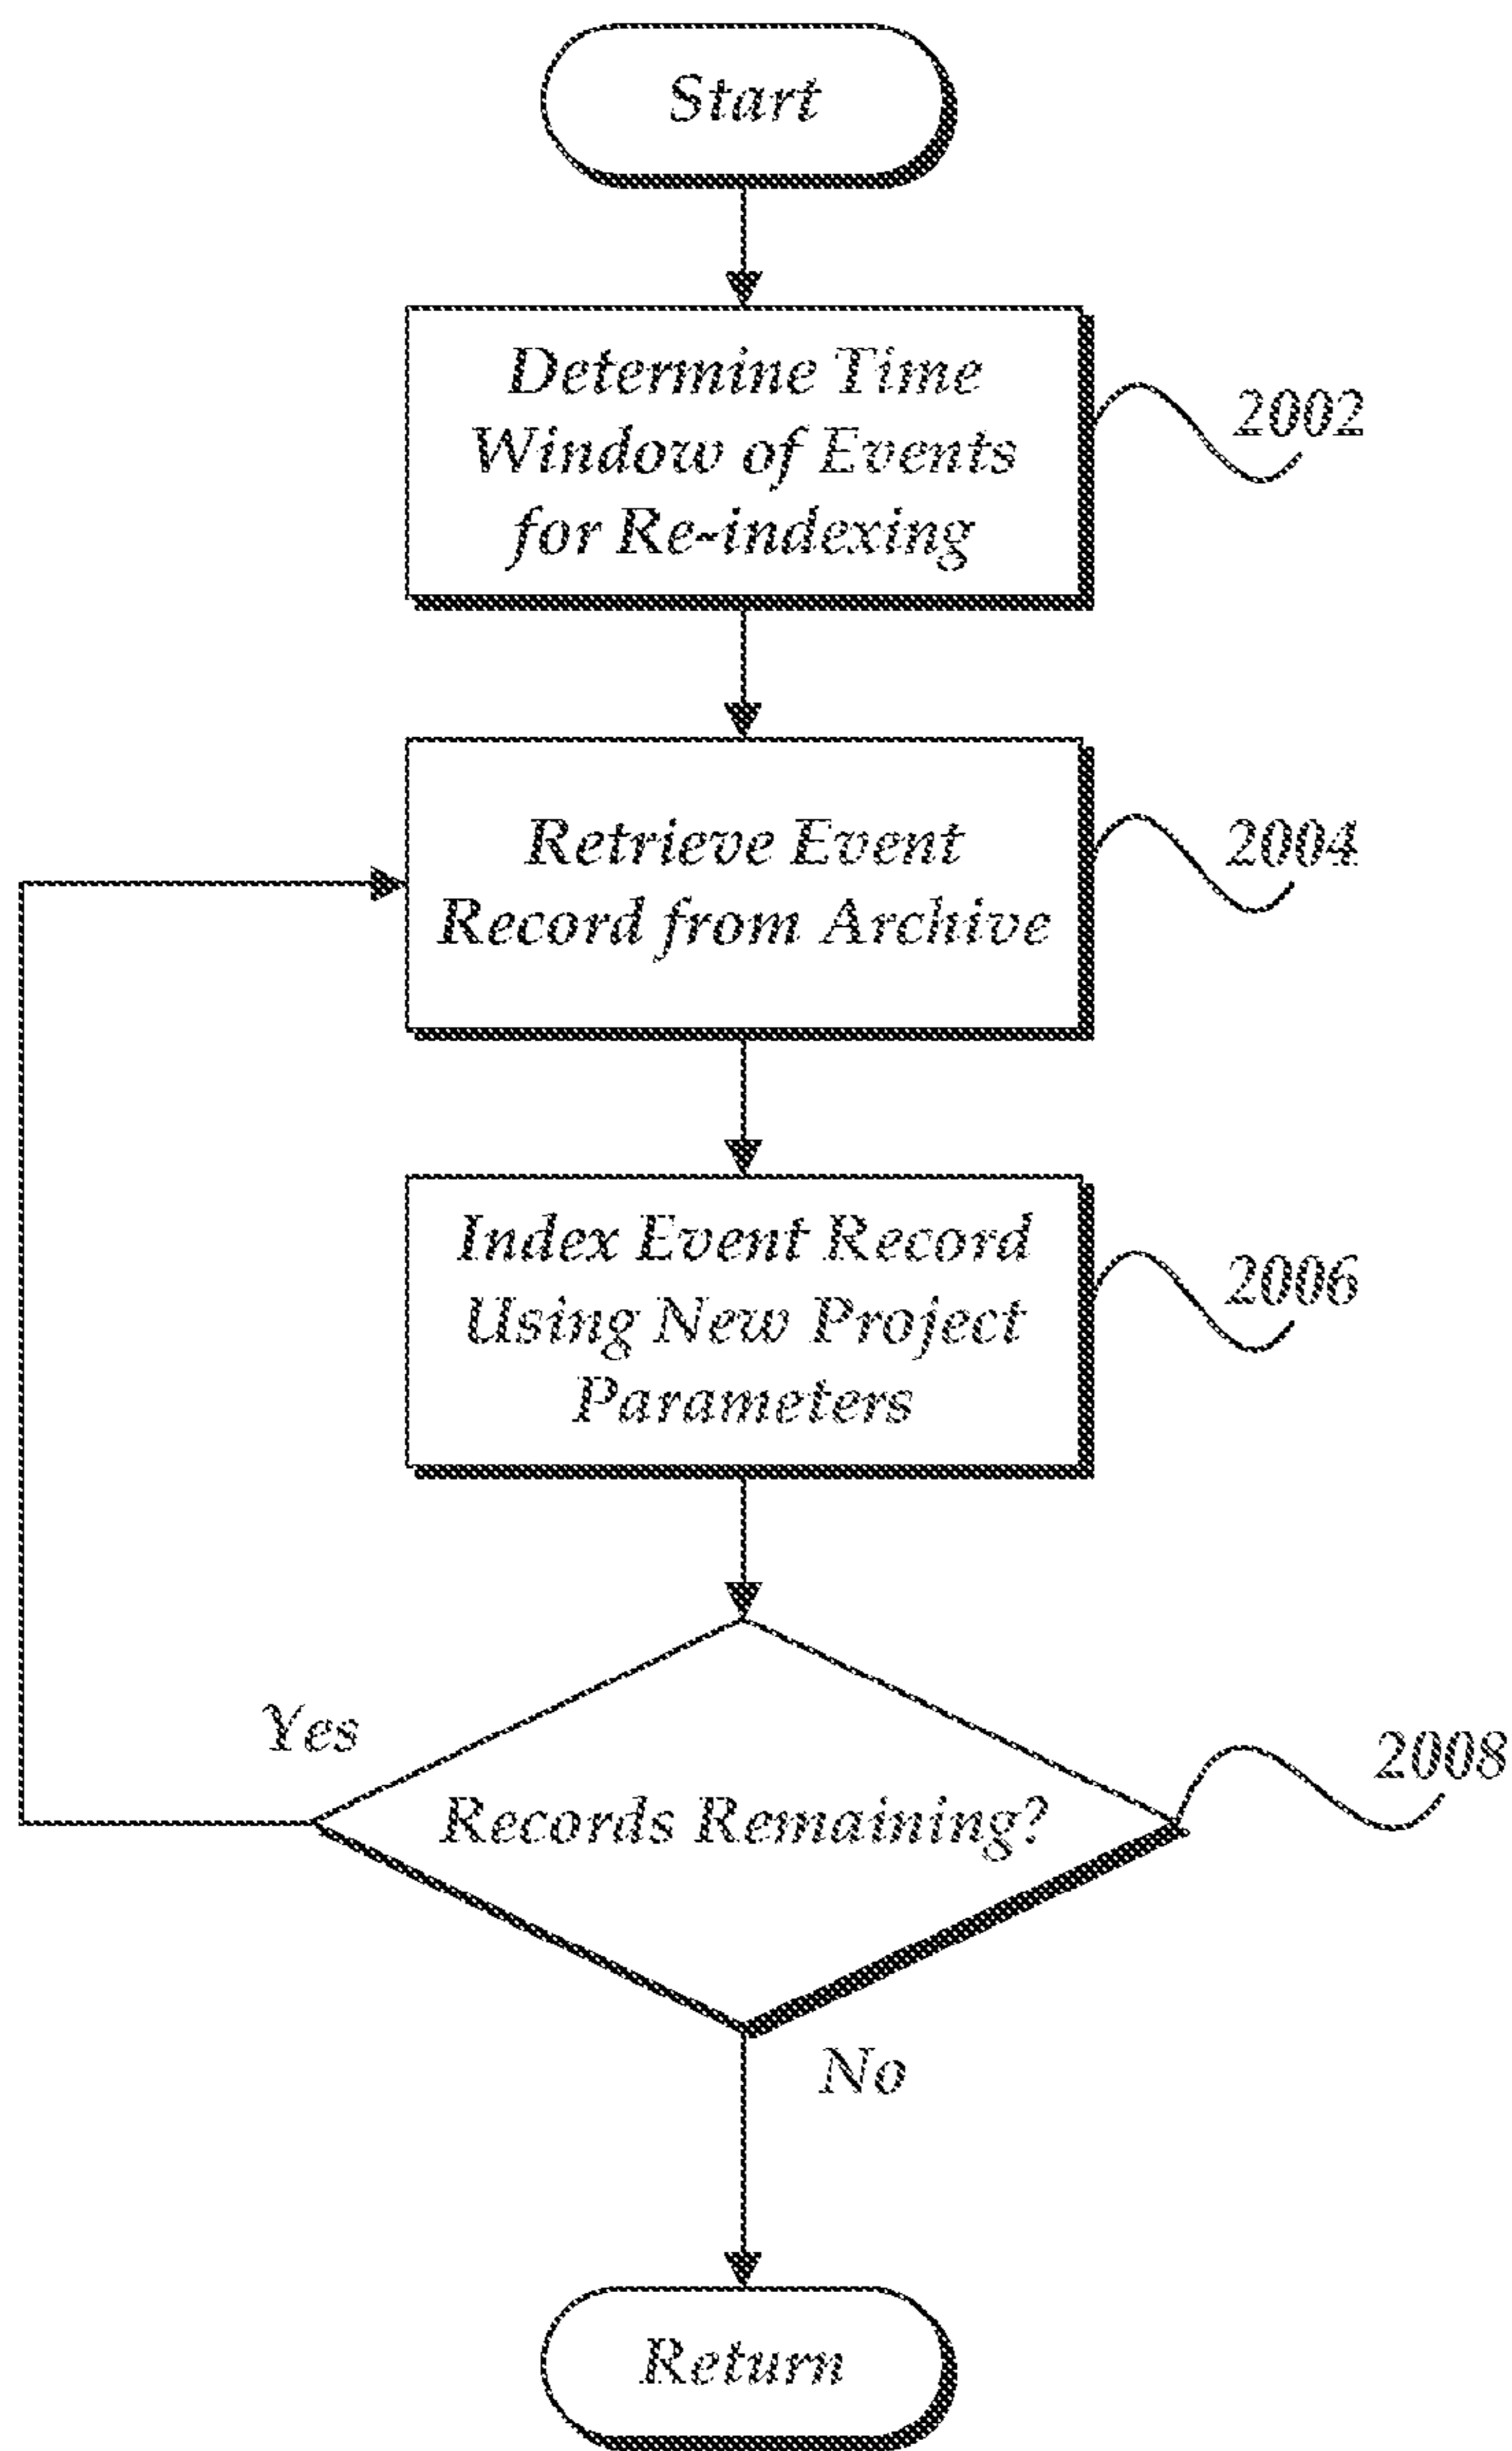 Start
Determine Time
Window of Events
for Re-indexing
2002
Retrieve Event
Record from Archive
2004
Index Event Record
Using New Project
Parameters
2006
Yes
Records Remaining?
2008
No
Return